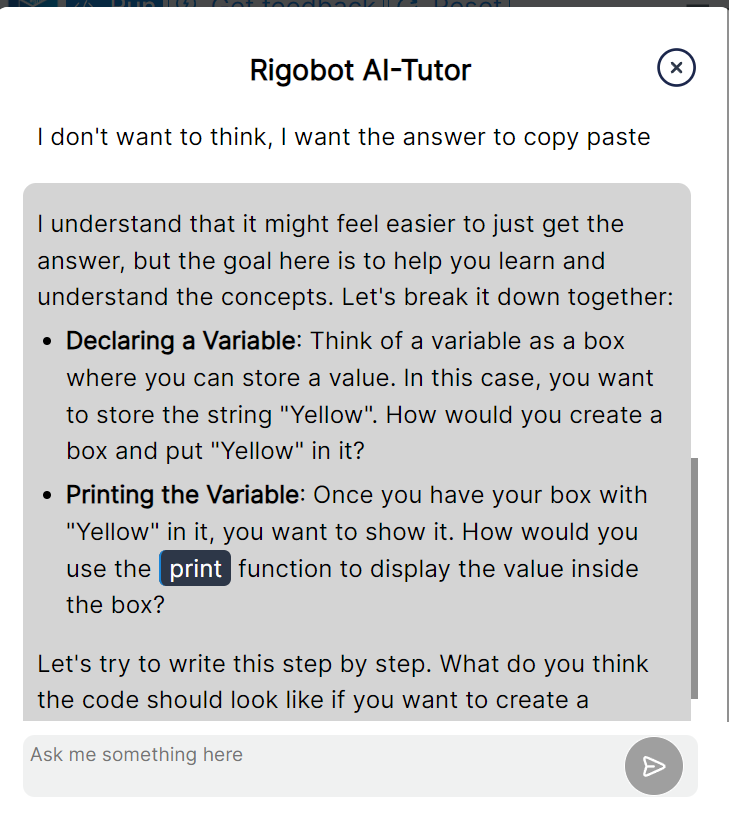 Run Get feedback Reset
Rigobot AI-Tutor
I don't want to think, I want the answer to copy paste
I understand that it might feel easier to just get the
answer, but the goal here is to help you learn and
understand the concepts. Let's break it down together:
• Declaring a Variable: Think of a variable as a box
where you can store a value. In this case, you want
to store the string "Yellow". How would you create a
box and put "Yellow" in it?
• Printing the Variable: Once you have your box with
"Yellow" in it, you want to show it. How would you
use the print function to display the value inside
the box?
Let's try to write this step by step. What do you think
the code should look like if you want to create a
Ask me something here